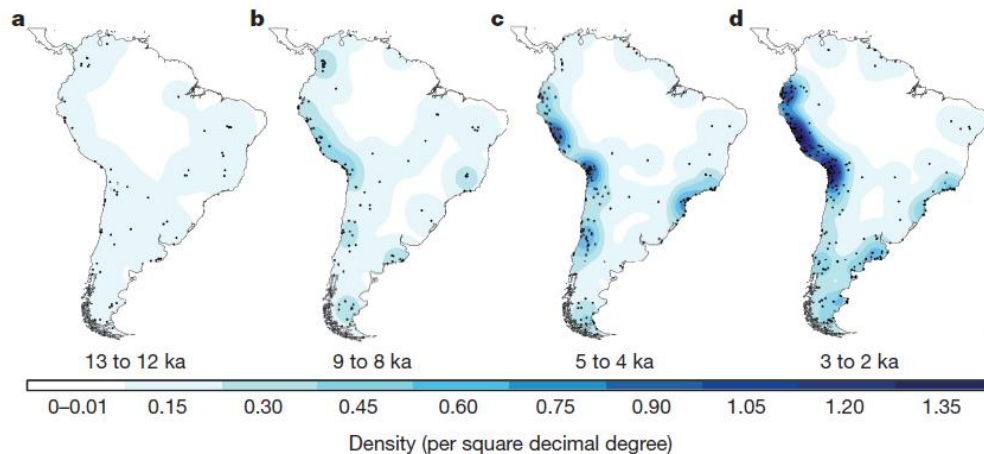 a b c d
13 to 12 ka 9 to 8 ka 5 to 4 ka 3 to 2 ka
0–0.01 0.15 0.30 0.45 0.60 0.75 0.90 1.05 1.20 1.35
Density (per square decimal degree)